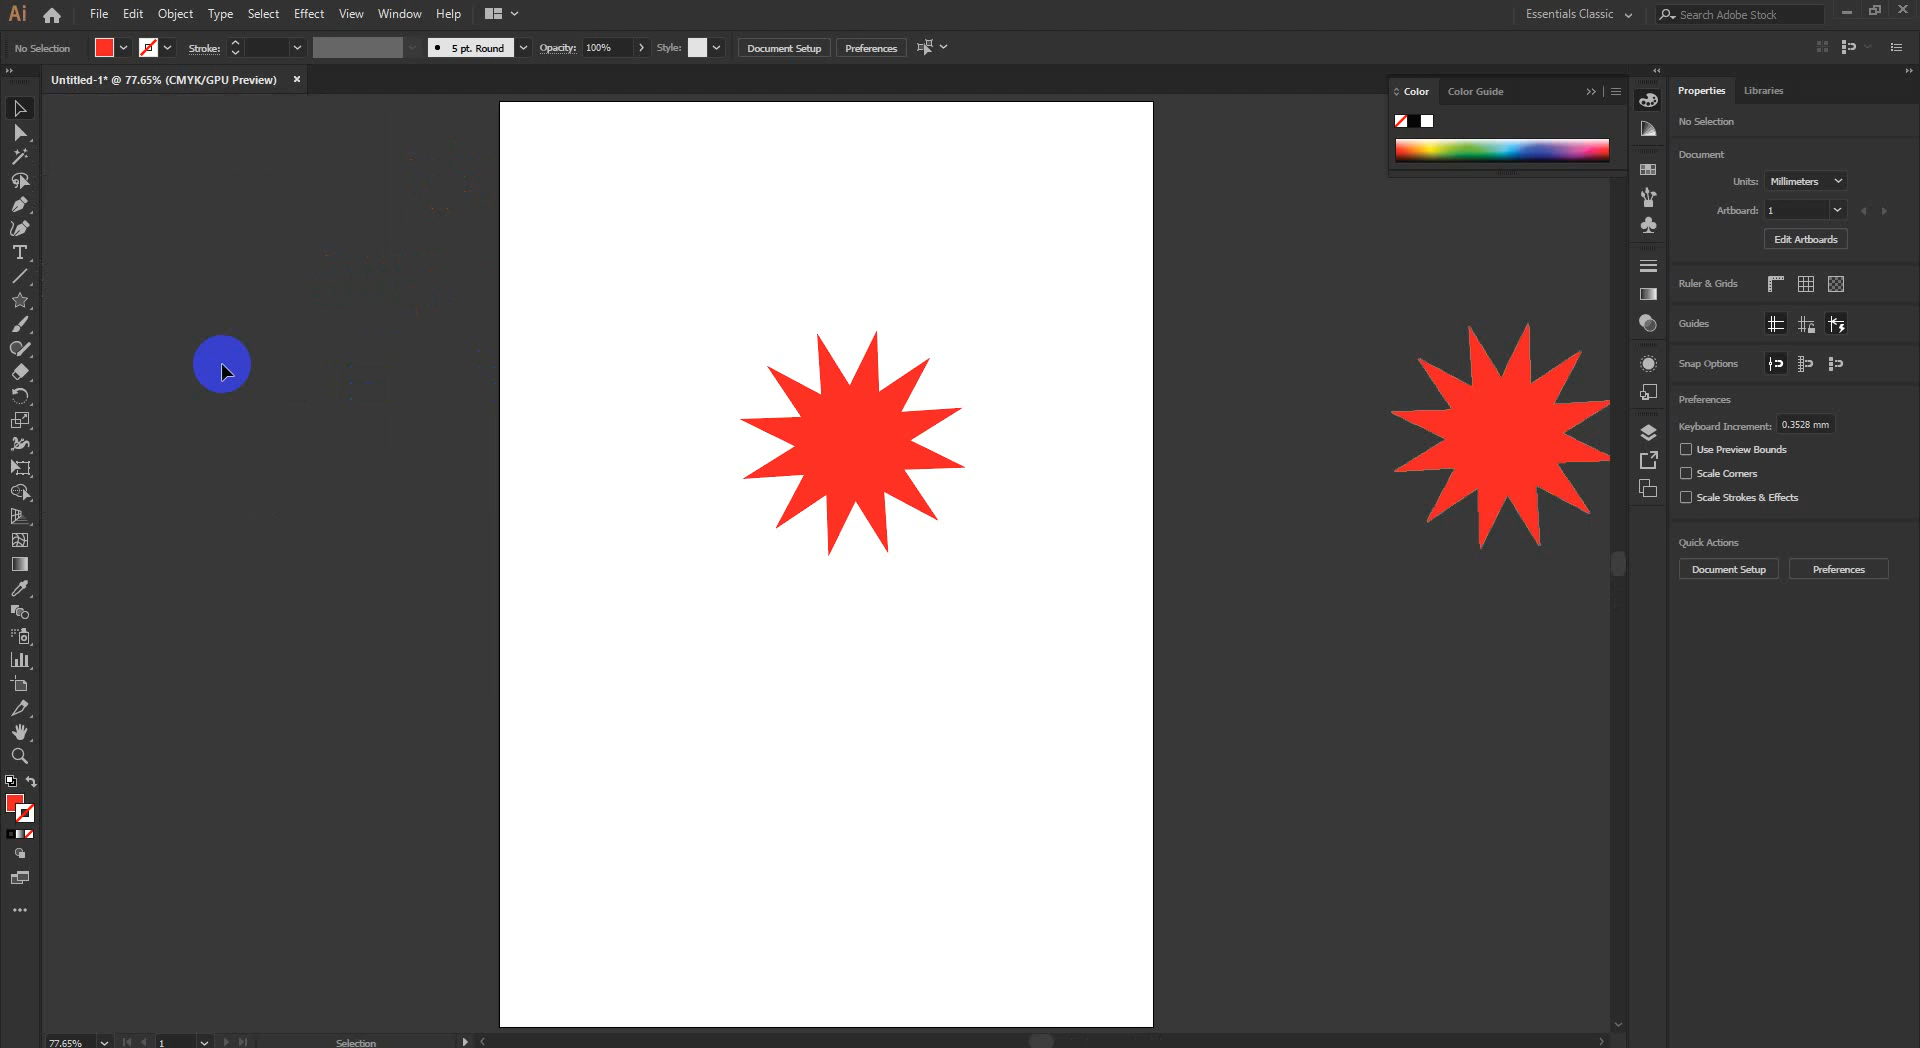 Ai File Edit Object Type Select Effect View Window Help Essentials Classic Search Adobe Stock
No Selection Stroke: 5 pt. Round Opacity: 100% Style: Document Setup Preferences
Untitled-1* @ 77.65% (CMYK/GPU Preview)
Color Color Guide
Properties Libraries
No Selection
Document
Units: Millimeters
Artboard: 1
Edit Artboards
Ruler & Grids
Guides
Snap Options
Preferences
Keyboard Increment: 0.3528 mm
Use Preview Bounds
Scale Corners
Scale Strokes & Effects
Quick Actions
Document Setup Preferences
77.65% 1 Selection